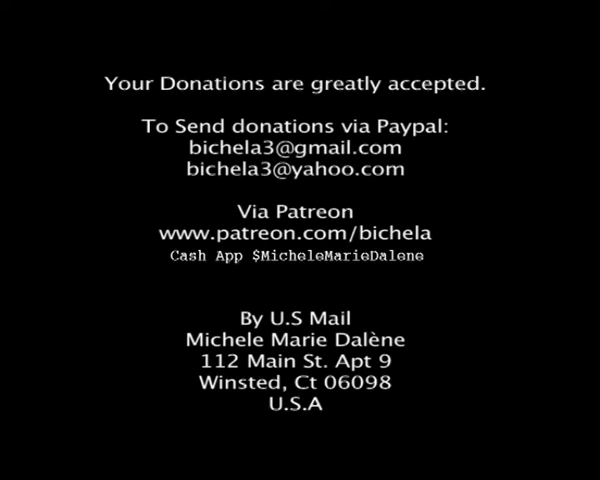 Your Donations are greatly accepted.
To Send donations via Paypal:
bichela3@gmail.com
bichela3@yahoo.com
Via Patreon
www.patreon.com/bichela
Cash App $MicheleMarieDalene
By U.S Mail
Michele Marie Dalène
112 Main St. Apt 9
Winsted, Ct 06098
U.S.A